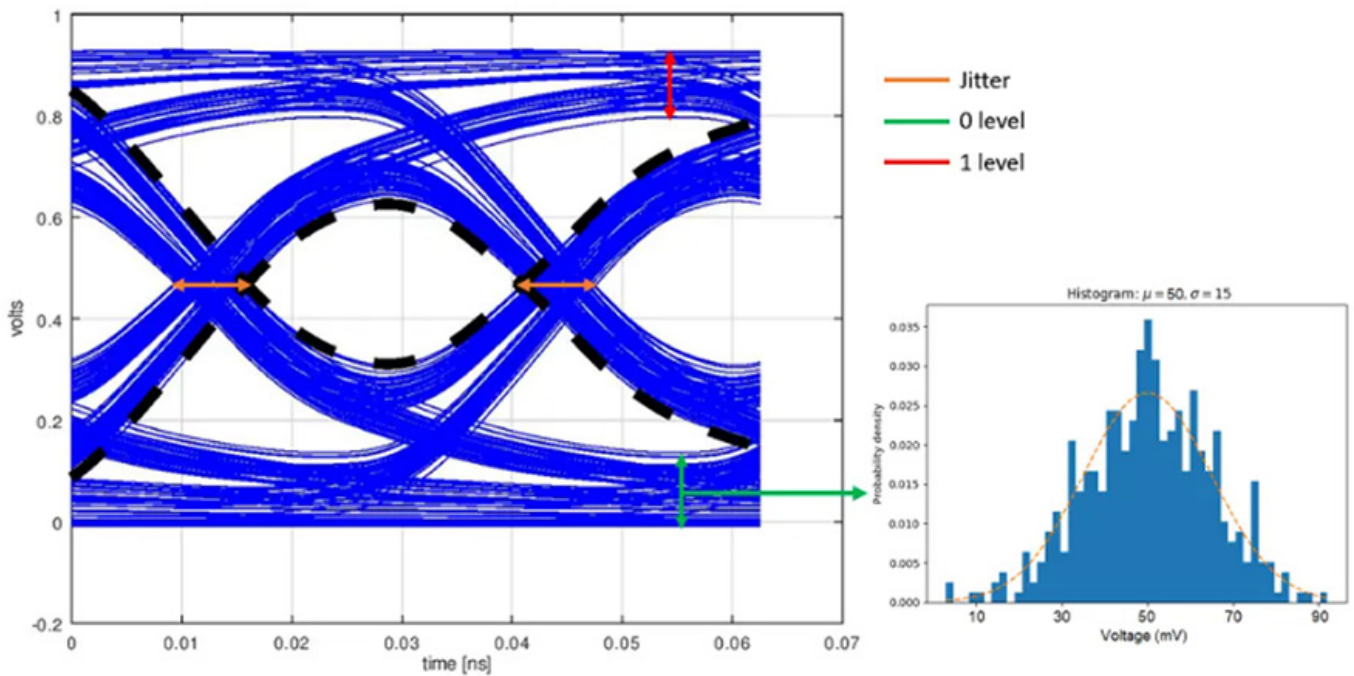 1
0.8
0.6
0.4
0.2
0
-0.2
volts
0 0.01 0.02 0.03 0.04 0.05 0.06 0.07
time [ns]
Jitter
0 level
1 level
Histogram: μ = 50, σ = 15
0.035
0.030
0.025
0.020
0.015
0.010
0.005
0.000
Probability density
10 30 50 70 90
Voltage (mV)